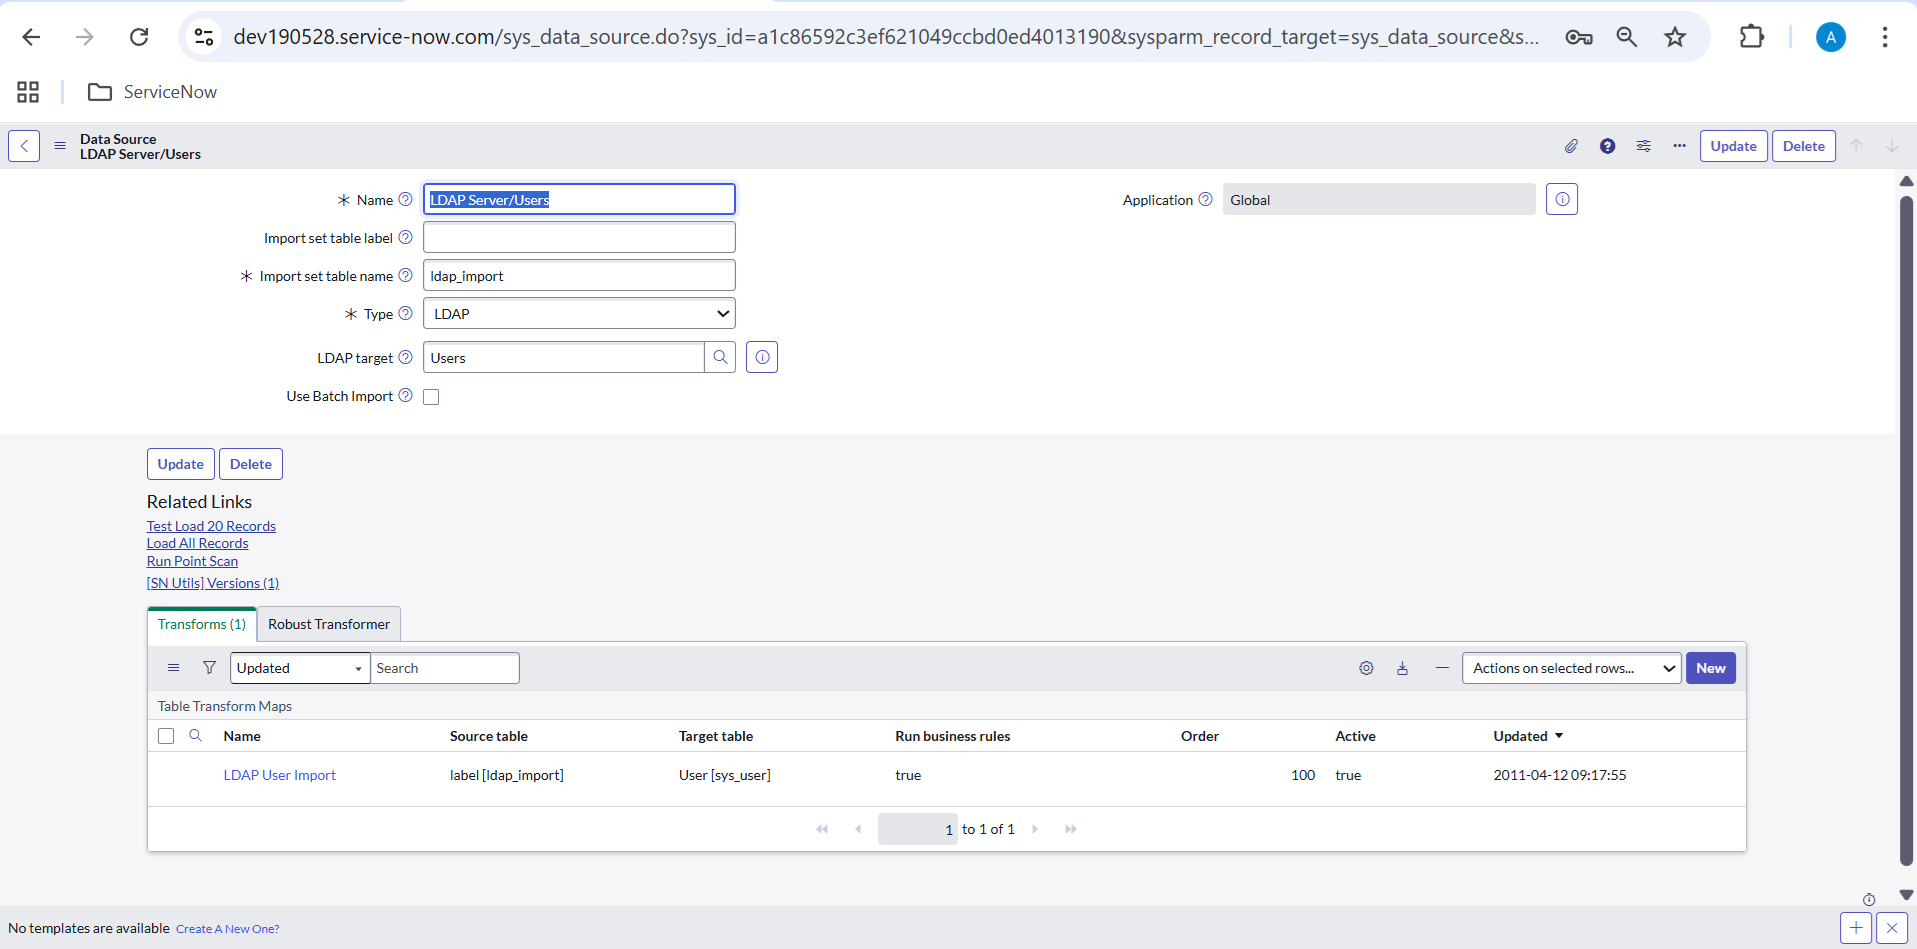 dev190528.service-now.com/sys_data_source.do?sys_id=a1c86592c3ef621049ccbd0ed4013190&sysparm_record_target=sys_data_source&s...
A
ServiceNow
Data Source
LDAP Server/Users
Update
Delete
Name
LDAP Server/Users
Application
Global
Import set table label
Import set table name
ldap_import
Type
LDAP
LDAP target
Users
Use Batch Import
Update
Delete
Related Links
Test Load 20 Records
Load All Records
Run Point Scan
[SN Utils] Versions (1)
Transforms (1)
Robust Transformer
Updated
Search
Actions on selected rows...
New
Table Transform Maps
Name Source table Target table Run business rules Order Active Updated
LDAP User Import label [ldap_import] User [sys_user] true 100 true 2011-04-12 09:17:55
1 to 1 of 1
No templates are available Create A New One?